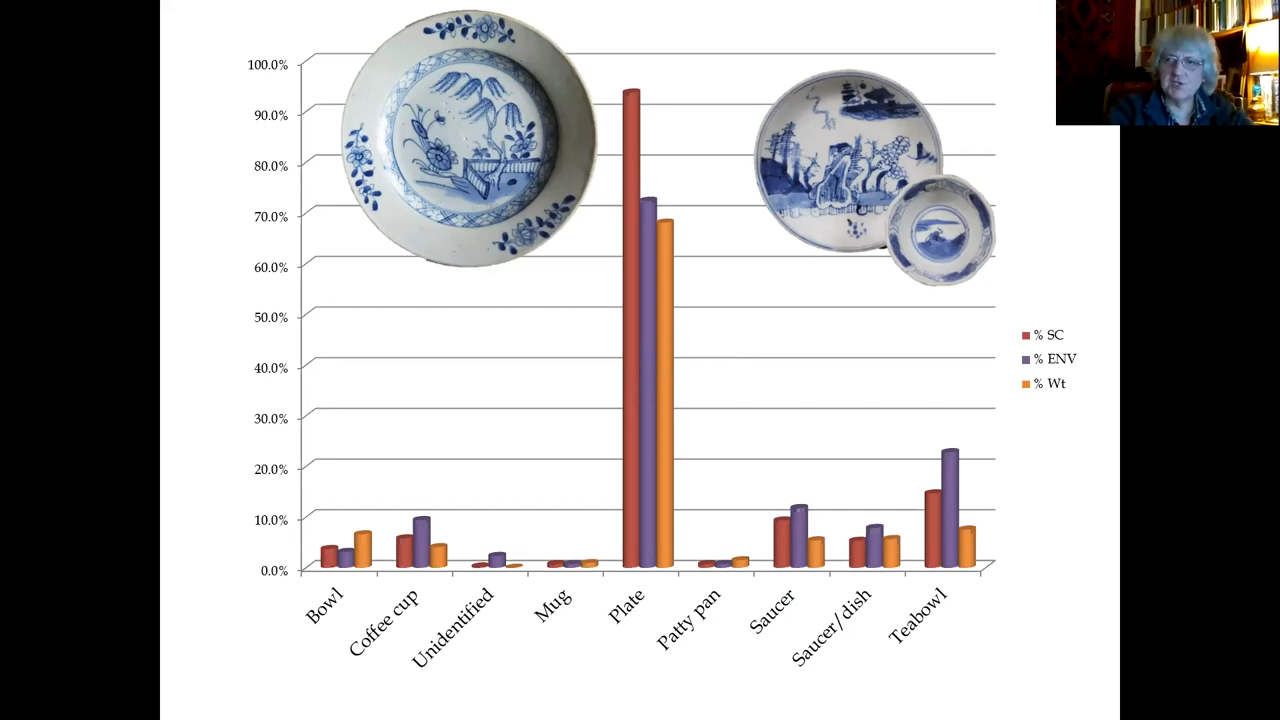 100.0%
90.0%
80.0%
70.0%
60.0%
50.0%
40.0%
30.0%
20.0%
10.0%
0.0%
Bowl
Coffee cup
Unidentified
Mug
Plate
Patty pan
Saucer
Saucer/dish
Teabowl
% SC
% ENV
% Wt